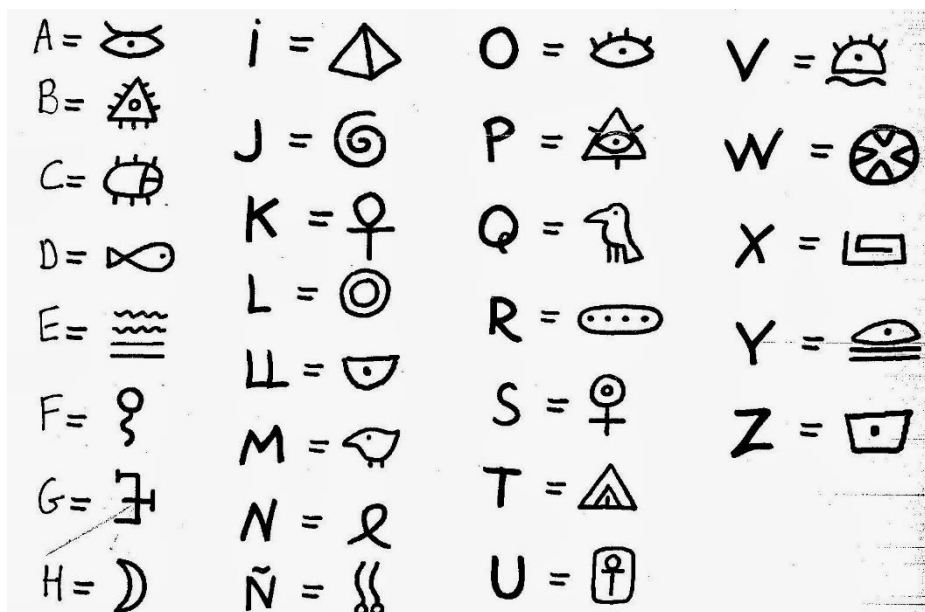 A =
B =
C =
D =
E =
F =
G =
H =
i =
J =
K =
L =
LL =
M =
N =
Ñ =
O =
P =
Q =
R =
S =
T =
U =
V =
W =
X =
Y =
Z =